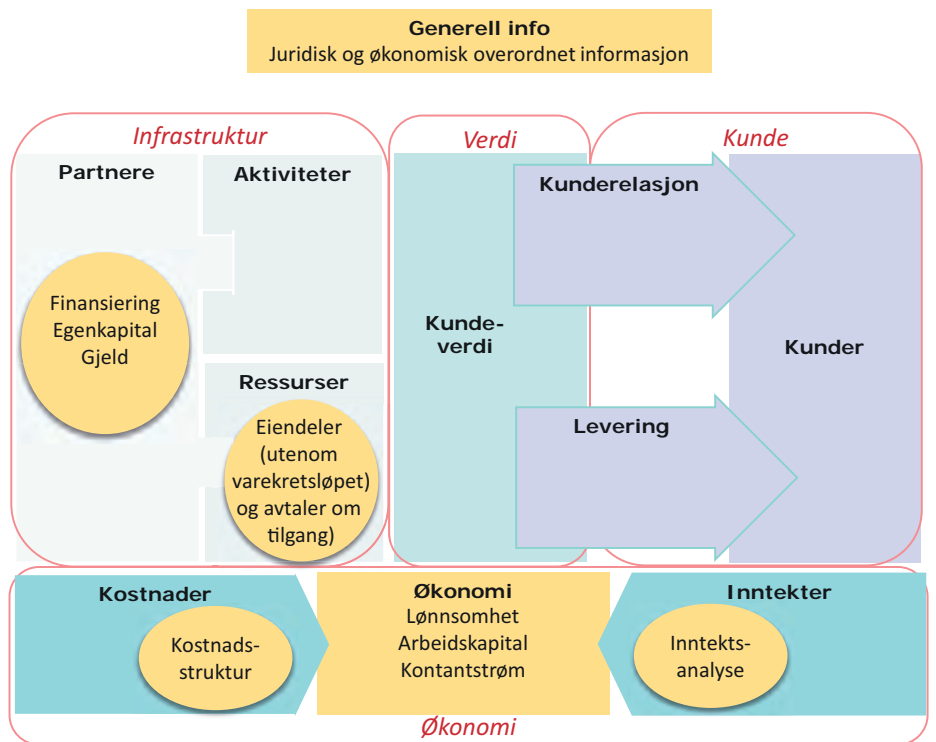 Generell info
Juridisk og økonomisk overordnet informasjon
Infrastruktur
Verdi
Kunde
Partnere
Aktiviteter
Kunderelasjon
Finansiering
Egenkapital
Gjeld
Kunde-
verdi
Kunder
Ressurser
Eiendeler
(utenom
varekretsløpet)
og avtaler om
tilgang)
Levering
Kostnader
Kostnads-
struktur
Økonomi
Lønnsomhet
Arbeidskapital
Kontantstrøm
Inntekter
Inntekts-
analyse
Økonomi